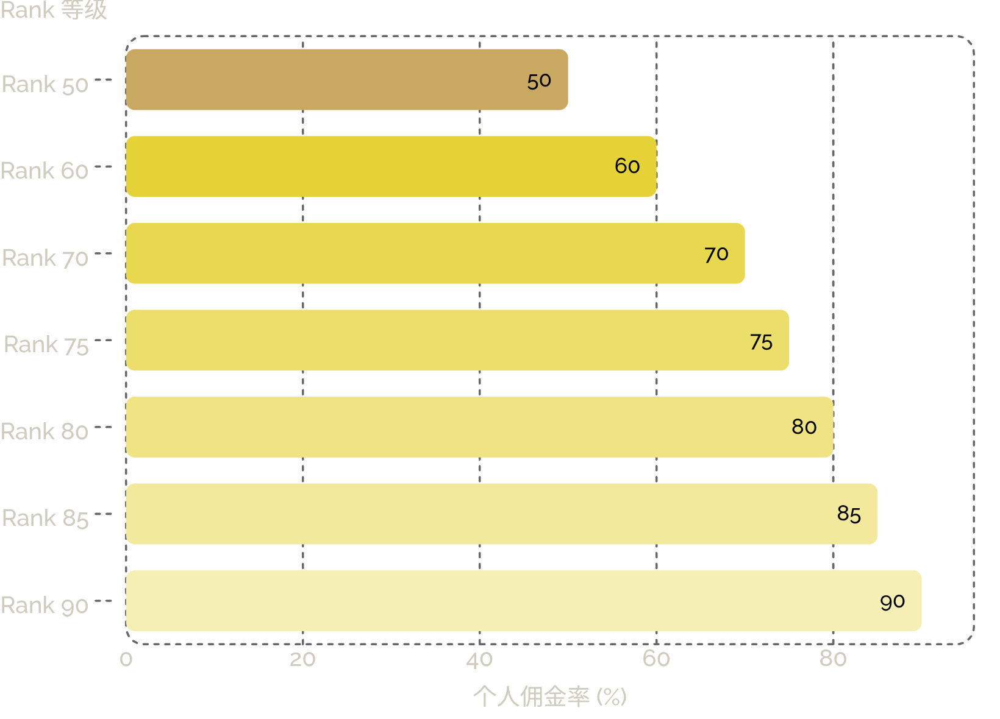 Rank 等级
Rank 50
50
Rank 60
60
Rank 70
70
Rank 75
75
Rank 80
80
Rank 85
85
Rank 90
90
0 20 40 60 80
个人佣金率 (%)